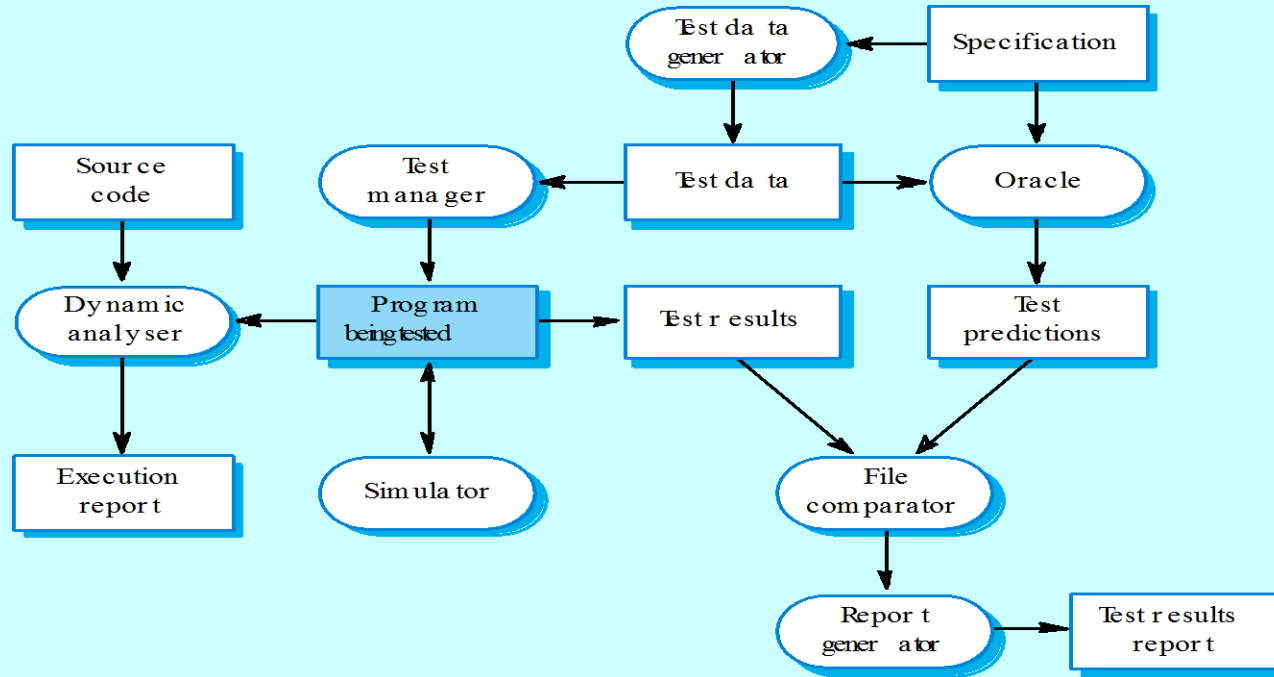 Test data
generator
Specification
Source
code
Test
manager
Test data
Oracle
Dynamic
analyser
Program
being tested
Test results
Test
predictions
Execution
report
Simulator
File
comparator
Report
generator
Test results
report